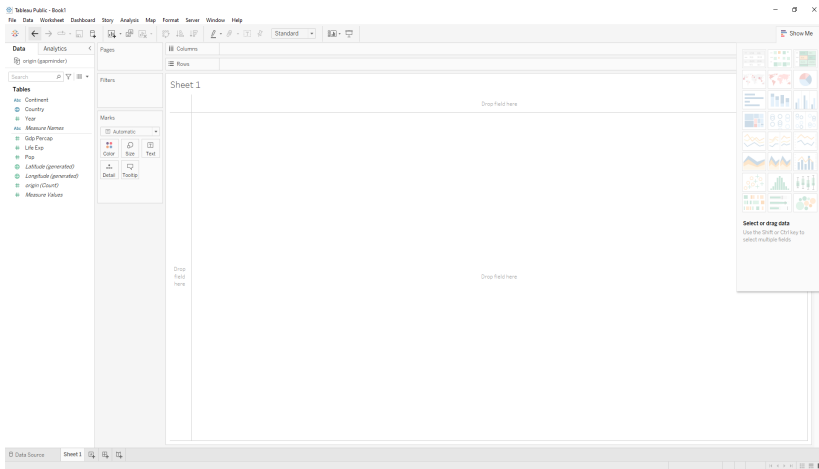 Tableau Public - Book1
File Data Worksheet Dashboard Story Analysis Map Format Server Window Help
Standard
Show Me
Data Analytics
origin (gapminder)
Search
Tables
Abc Continent
Country
Year
Abc Measure Names
Gdp Percap
Life Exp
Pop
Latitude (generated)
Longitude (generated)
origin (Count)
Measure Values
Pages
Filters
Marks
Automatic
Color Size Text
Detail Tooltip
Columns
Rows
Sheet 1
Drop field here
Drop
field
here
Drop field here
Select or drag data
Use the Shift or Ctrl key to
select multiple fields
Data Source Sheet 1